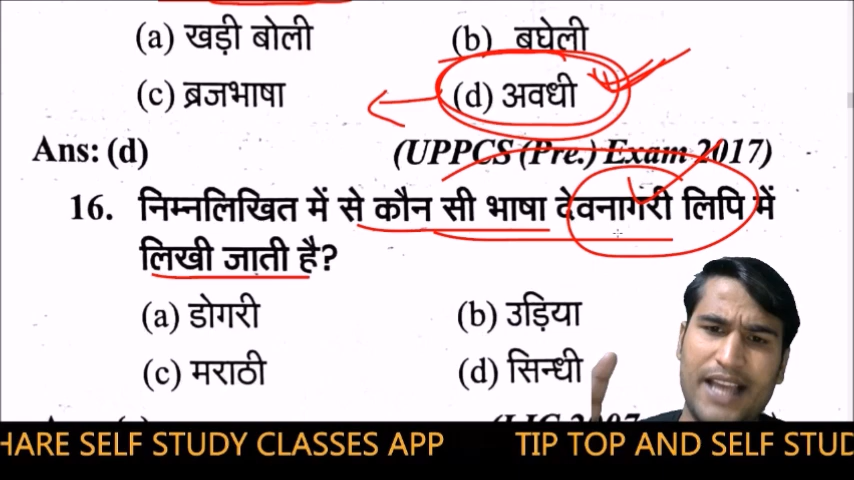 (a) खड़ी बोली (b) बघेली
(c) ब्रजभाषा (d) अवधी
Ans: (d) (UPPCS (Pre.) Exam 2017)
16. निम्नलिखित में से कौन सी भाषा देवनागरी लिपि में
लिखी जाती है?
(a) डोगरी (b) उड़िया
(c) मराठी (d) सिन्धी
HARE SELF STUDY CLASSES APP TIP TOP AND SELF STUD